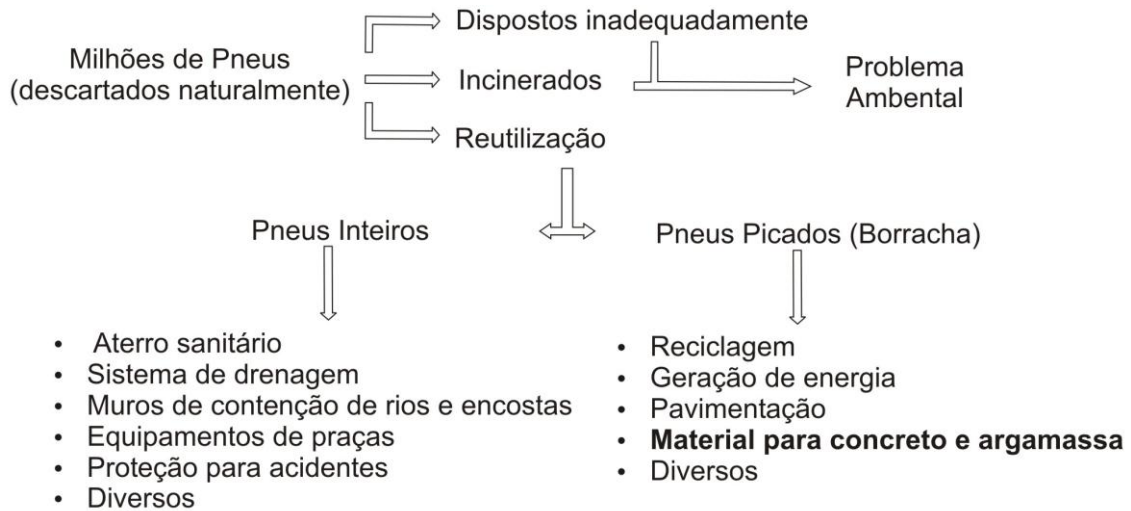 Milhões de Pneus
(descartados naturalmente)
Dispostos inadequadamente
Incinerados
Reutilização
Problema
Ambental
Pneus Inteiros
Pneus Picados (Borracha)
• Aterro sanitário
• Sistema de drenagem
• Muros de contenção de rios e encostas
• Equipamentos de praças
• Proteção para acidentes
• Diversos
• Reciclagem
• Geração de energia
• Pavimentação
• Material para concreto e argamassa
• Diversos